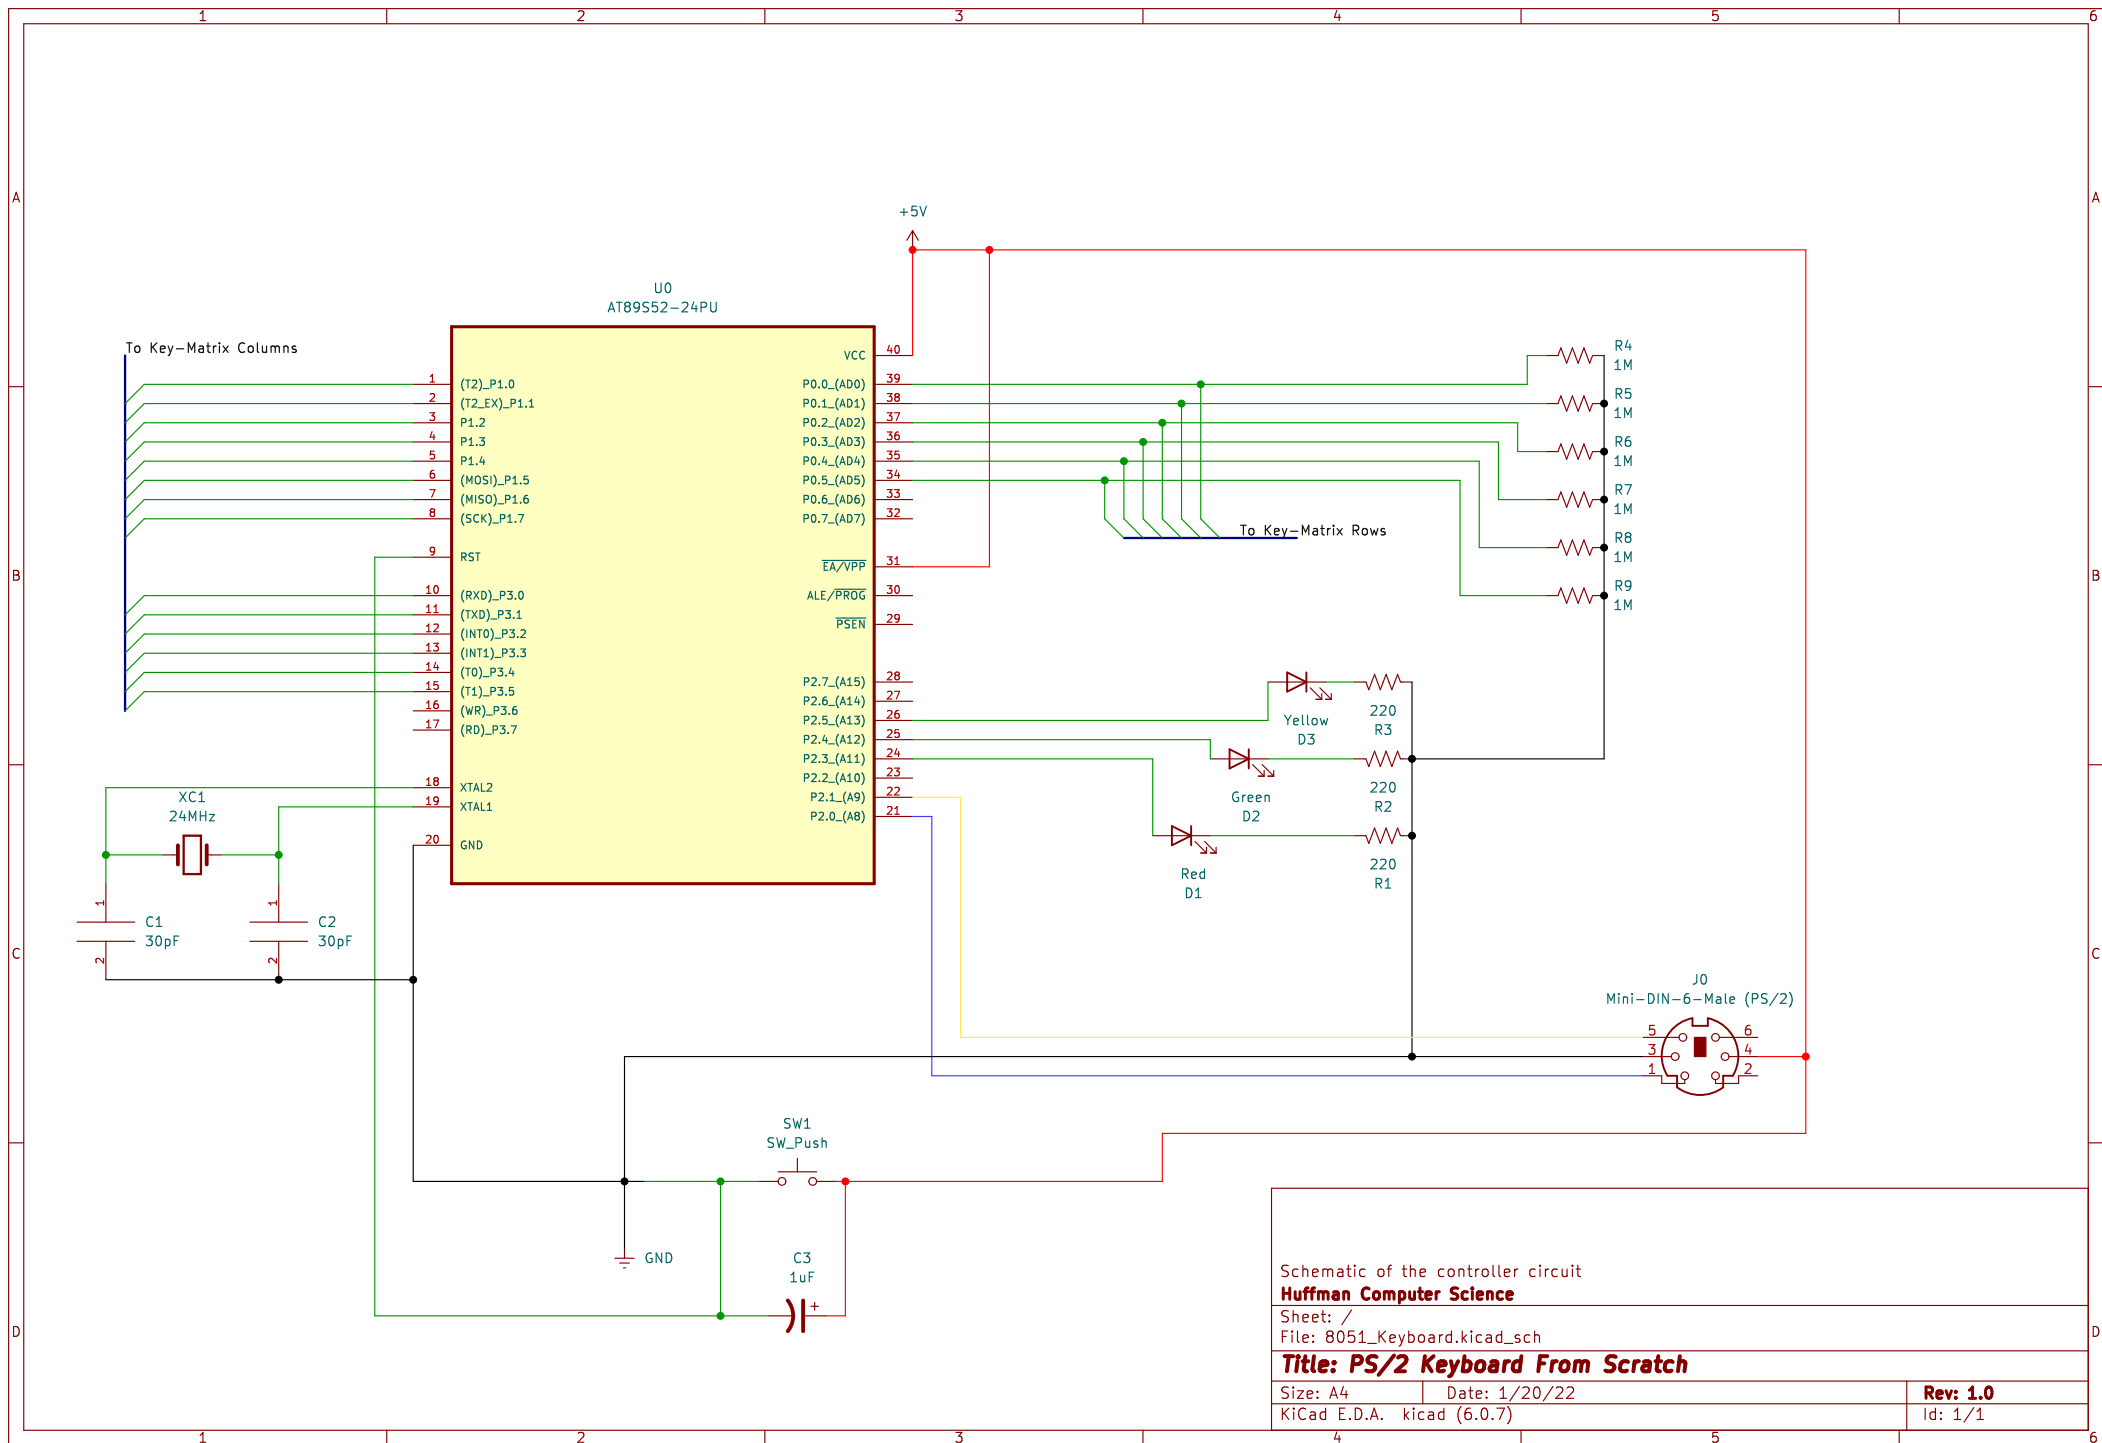 1 2 3 4 5 6
A A
B B
C C
D D
1 2 3 4 5 6
+5V
U0
AT89S52-24PU
To Key-Matrix Columns
1 (T2)_P1.0
2 (T2_EX)_P1.1
3 P1.2
4 P1.3
5 P1.4
6 (MOSI)_P1.5
7 (MISO)_P1.6
8 (SCK)_P1.7
9 RST
10 (RXD)_P3.0
11 (TXD)_P3.1
12 (INT0)_P3.2
13 (INT1)_P3.3
14 (T0)_P3.4
15 (T1)_P3.5
16 (WR)_P3.6
17 (RD)_P3.7
18 XTAL2
19 XTAL1
20 GND
VCC 40
P0.0_(AD0) 39
P0.1_(AD1) 38
P0.2_(AD2) 37
P0.3_(AD3) 36
P0.4_(AD4) 35
P0.5_(AD5) 34
P0.6_(AD6) 33
P0.7_(AD7) 32
EA/VPP 31
ALE/PROG 30
PSEN 29
P2.7_(A15) 28
P2.6_(A14) 27
P2.5_(A13) 26
P2.4_(A12) 25
P2.3_(A11) 24
P2.2_(A10) 23
P2.1_(A9) 22
P2.0_(A8) 21
To Key-Matrix Rows
R4
1M
R5
1M
R6
1M
R7
1M
R8
1M
R9
1M
Yellow
D3
220
R3
Green
D2
220
R2
Red
D1
220
R1
XC1
24MHz
1
2
C1
30pF
1
2
C2
30pF
J0
Mini-DIN-6-Male (PS/2)
5 6
3 4
1 2
SW1
SW_Push
GND
C3
1uF
+
Schematic of the controller circuit
Huffman Computer Science
Sheet: /
File: 8051_Keyboard.kicad_sch
Title: PS/2 Keyboard From Scratch
Size: A4 Date: 1/20/22 Rev: 1.0
KiCad E.D.A. kicad (6.0.7) Id: 1/1